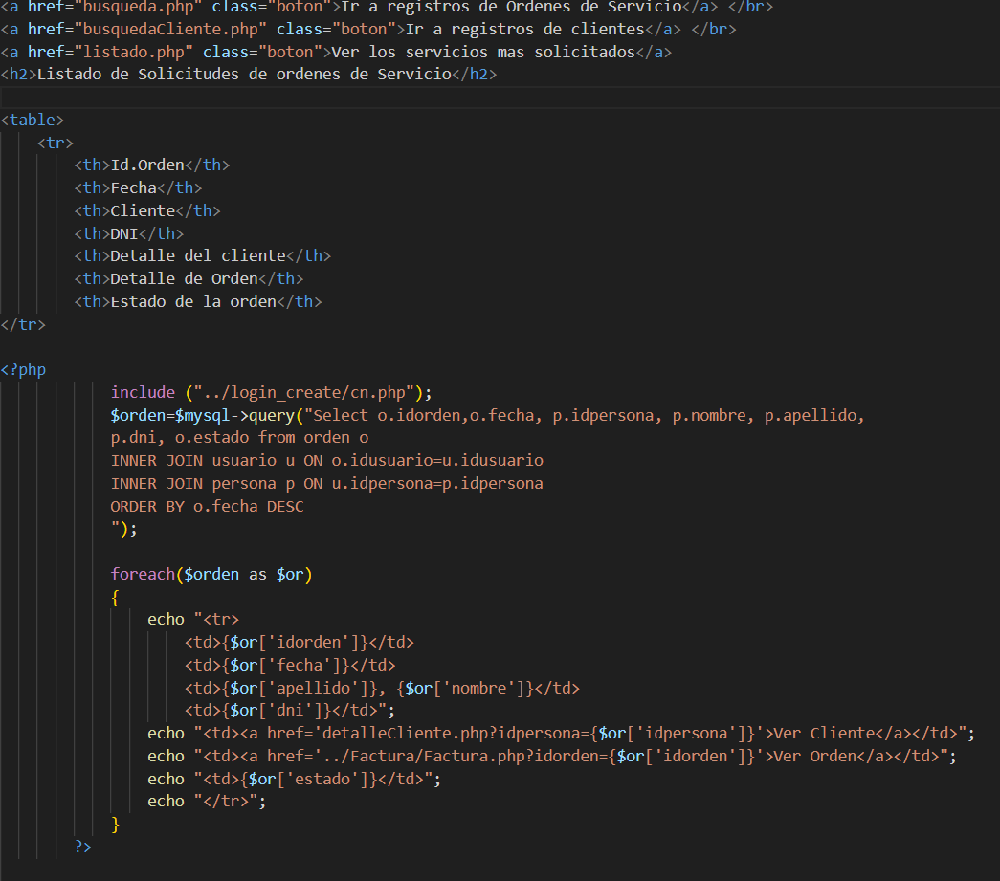 <a href="busqueda.php" class="boton">Ir a registros de Ordenes de Servicio</a> </br>
<a href="busquedaCliente.php" class="boton">Ir a registros de clientes</a> </br>
<a href="listado.php" class="boton">Ver los servicios mas solicitados</a>
<h2>Listado de Solicitudes de ordenes de Servicio</h2>
<table>
<tr>
<th>Id.Orden</th>
<th>Fecha</th>
<th>Cliente</th>
<th>DNI</th>
<th>Detalle del cliente</th>
<th>Detalle de Orden</th>
<th>Estado de la orden</th>
</tr>
<?php
include ("../login_create/cn.php");
$orden=$mysql->query("Select o.idorden,o.fecha, p.idpersona, p.nombre, p.apellido,
p.dni, o.estado from orden o
INNER JOIN usuario u ON o.idusuario=u.idusuario
INNER JOIN persona p ON u.idpersona=p.idpersona
ORDER BY o.fecha DESC
");
foreach($orden as $or)
{
echo "<tr>
<td>{$or['idorden']}</td>
<td>{$or['fecha']}</td>
<td>{$or['apellido']}, {$or['nombre']}</td>
<td>{$or['dni']}</td>";
echo "<td><a href='detalleCliente.php?idpersona={$or['idpersona']}'>Ver Cliente</a></td>";
echo "<td><a href='../Factura/Factura.php?idorden={$or['idorden']}'>Ver Orden</a></td>";
echo "<td>{$or['estado']}</td>";
echo "</tr>";
}
?>